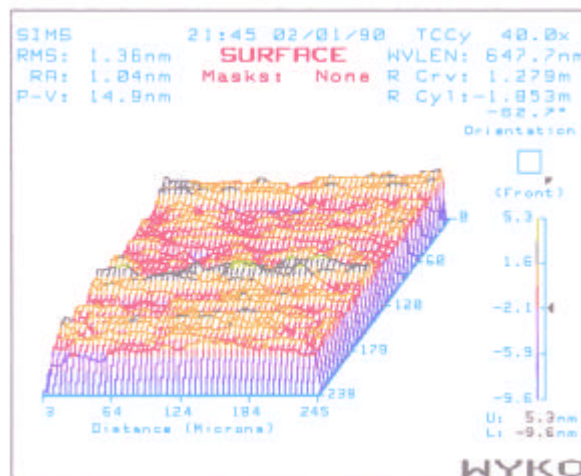 SIMS 21:45 02/01/90 TCCy 40.0x
RMS: 1.36nm SURFACE WVLEN: 647.7nm
RA: 1.04nm Masks: None R Crv: 1.279m
P-V: 14.9nm R Cyl:-1.853m
-82.7°
Orientation
(Front)
5.3
0
60
1.6
120
-2.1
179
-5.9
238
-9.6
3 64 124 184 245
Distance (Microns)
U: 5.3nm
L: -9.6nm
WYKO